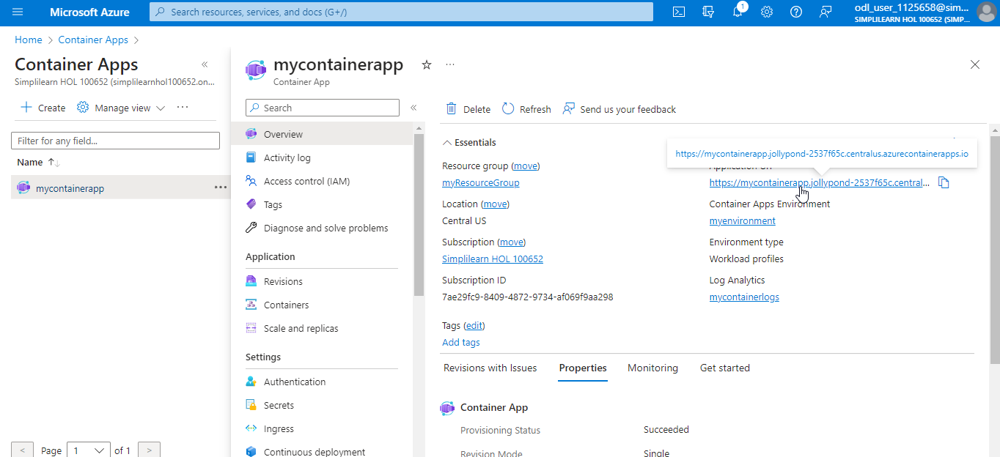 Microsoft Azure
Search resources, services, and docs (G+/)
1
odl_user_1125658@sim...
SIMPLILEARN HOL 100652 (SIMP...
Home > Container Apps >
Container Apps
Simplilearn HOL 100652 (simplilearnhol100652.on...
Create
Manage view
Filter for any field...
Name
mycontainerapp
Page 1 of 1
mycontainerapp
Container App
Search
Overview
Activity log
Access control (IAM)
Tags
Diagnose and solve problems
Application
Revisions
Containers
Scale and replicas
Settings
Authentication
Secrets
Ingress
Continuous deployment
Delete
Refresh
Send us your feedback
Essentials
Resource group (move)
myResourceGroup
Location (move)
Central US
Subscription (move)
Simplilearn HOL 100652
Subscription ID
7ae29fc9-8409-4872-9734-af069f9aa298
Tags (edit)
Add tags
https://mycontainerapp.jollypond-2537f65c.centralus.azurecontainerapps.io
Application Url
https://mycontainerapp.jollypond-2537f65c.central...
Container Apps Environment
myenvironment
Environment type
Workload profiles
Log Analytics
mycontainerlogs
Revisions with Issues
Properties
Monitoring
Get started
Container App
Provisioning Status
Succeeded
Revision Mode
Single